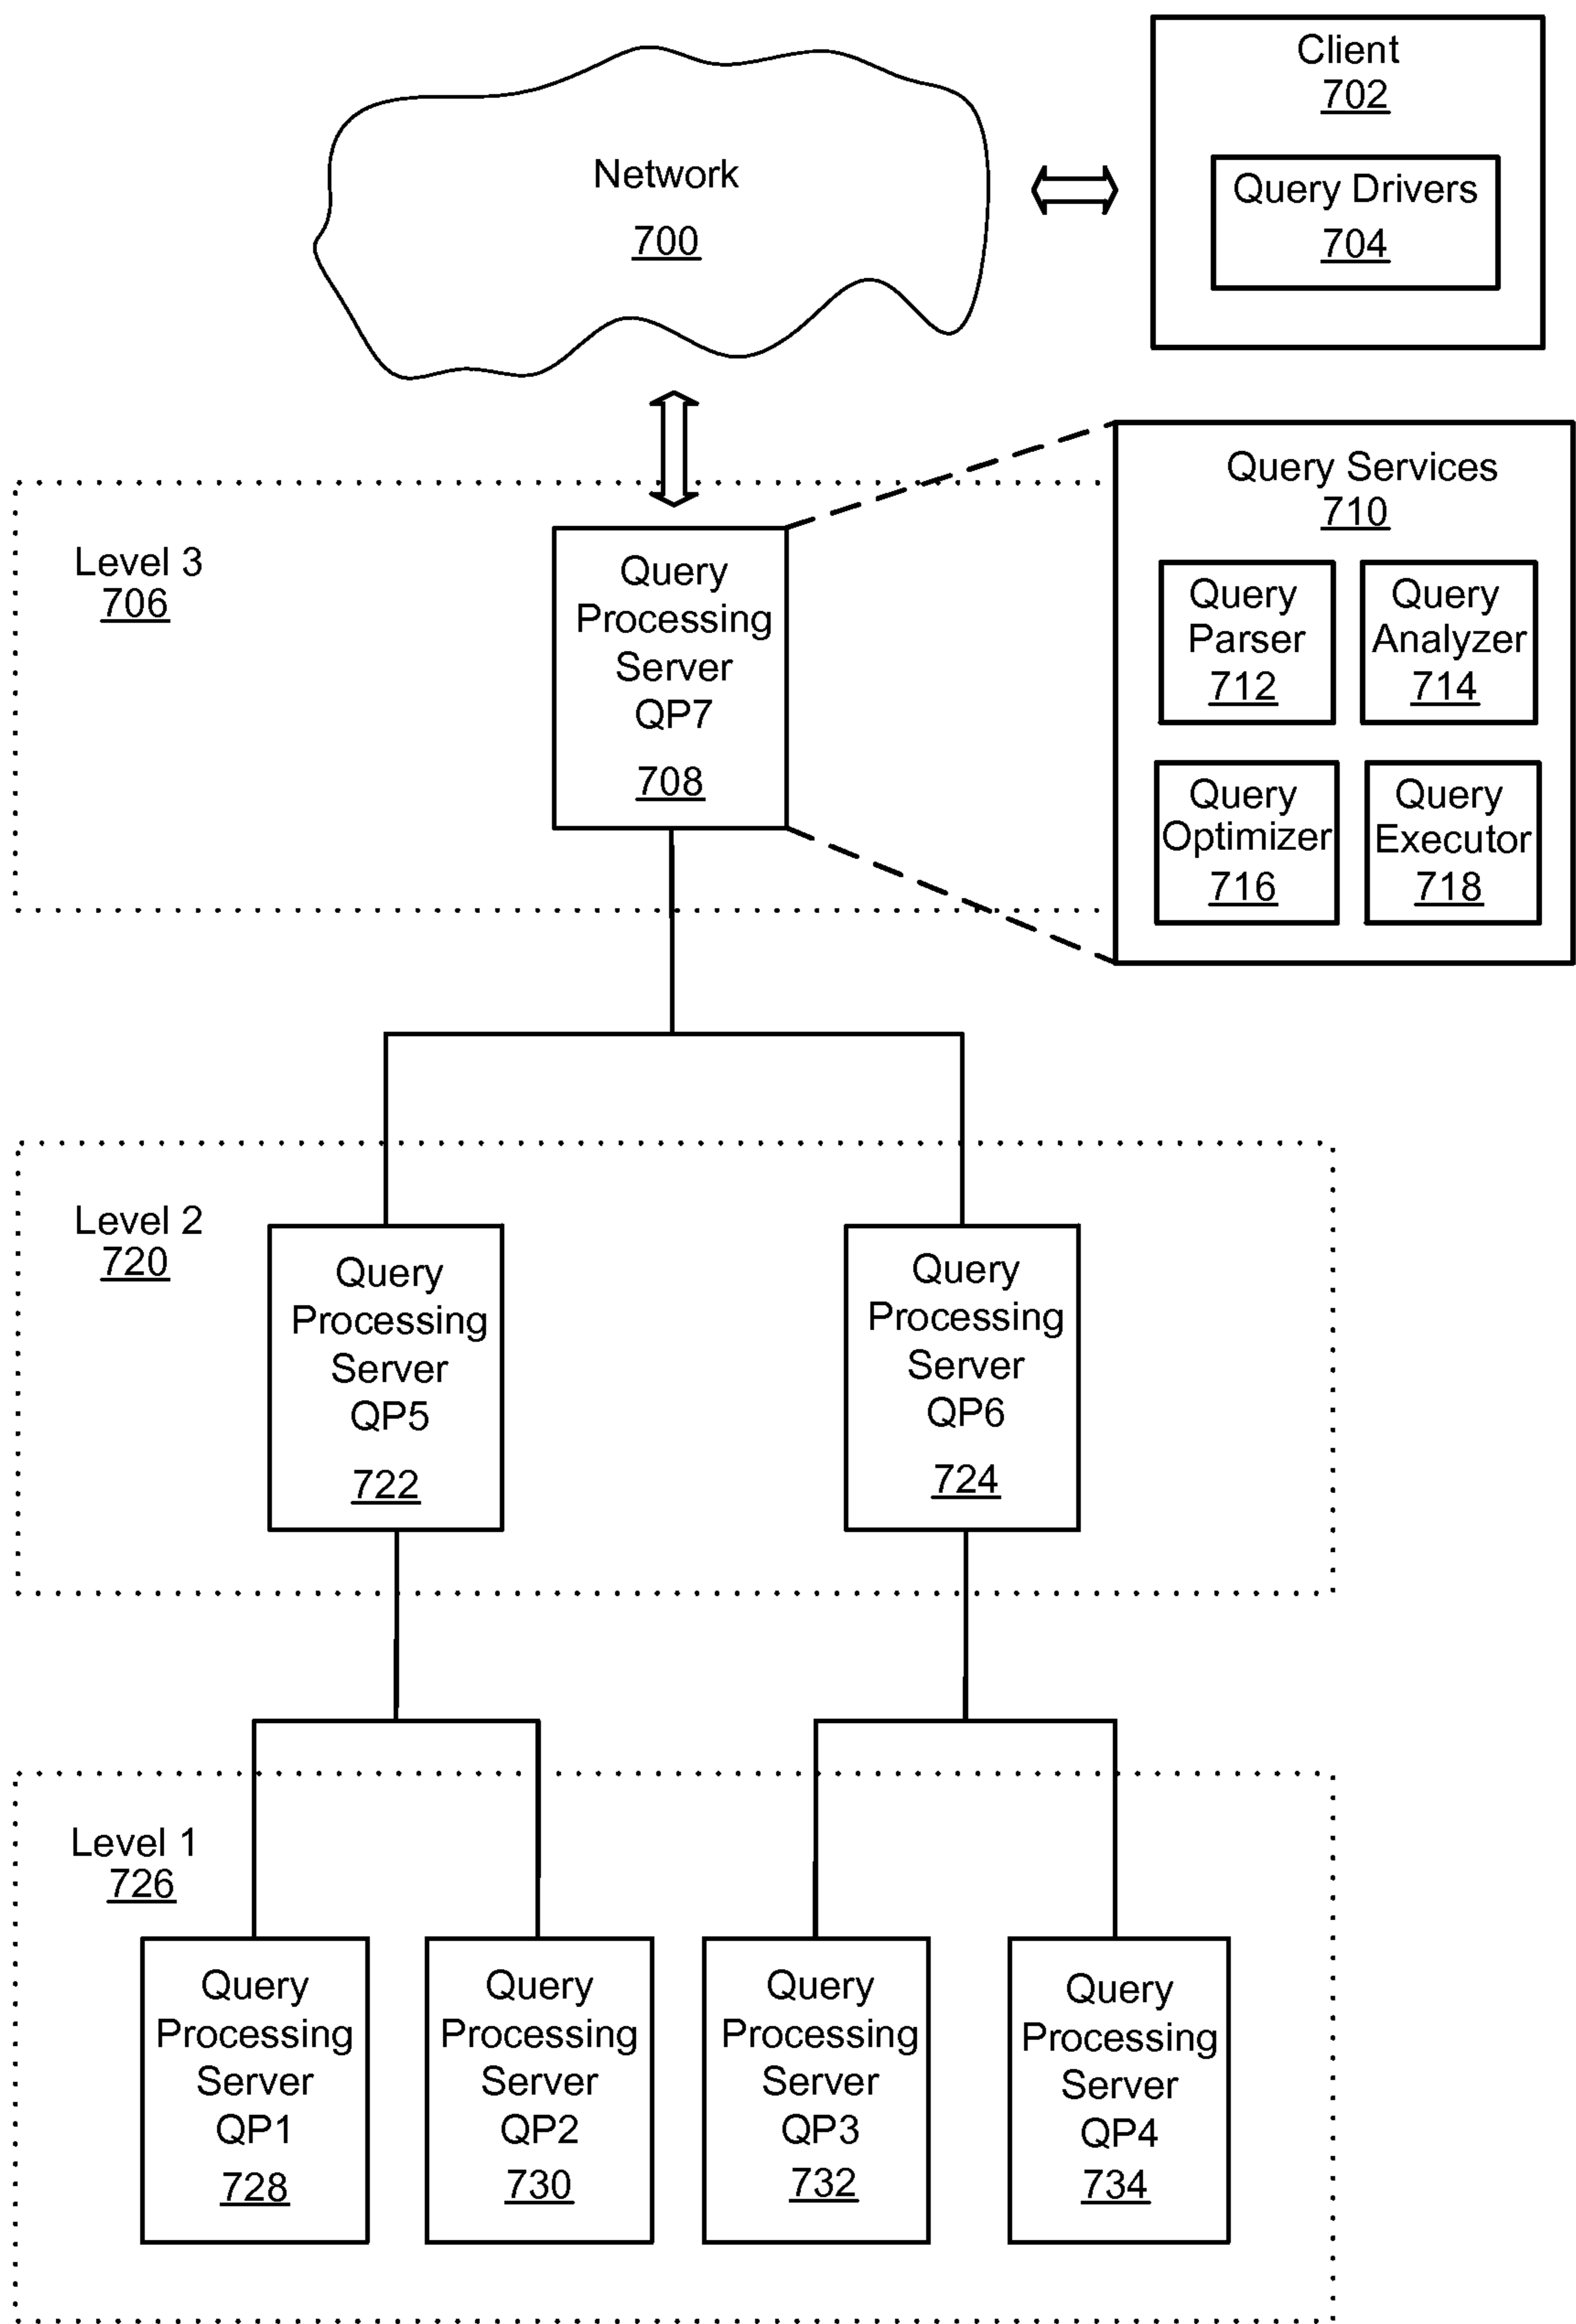 Client
702
Query Drivers
704
Network
700
Query Services
710
Query
Parser
712
Query
Analyzer
714
Query
Optimizer
716
Query
Executor
718
Level 3
706
Query
Processing
Server
QP7
708
Level 2
720
Query
Processing
Server
QP5
722
Query
Processing
Server
QP6
724
Level 1
726
Query
Processing
Server
QP1
728
Query
Processing
Server
QP2
730
Query
Processing
Server
QP3
732
Query
Processing
Server
QP4
734